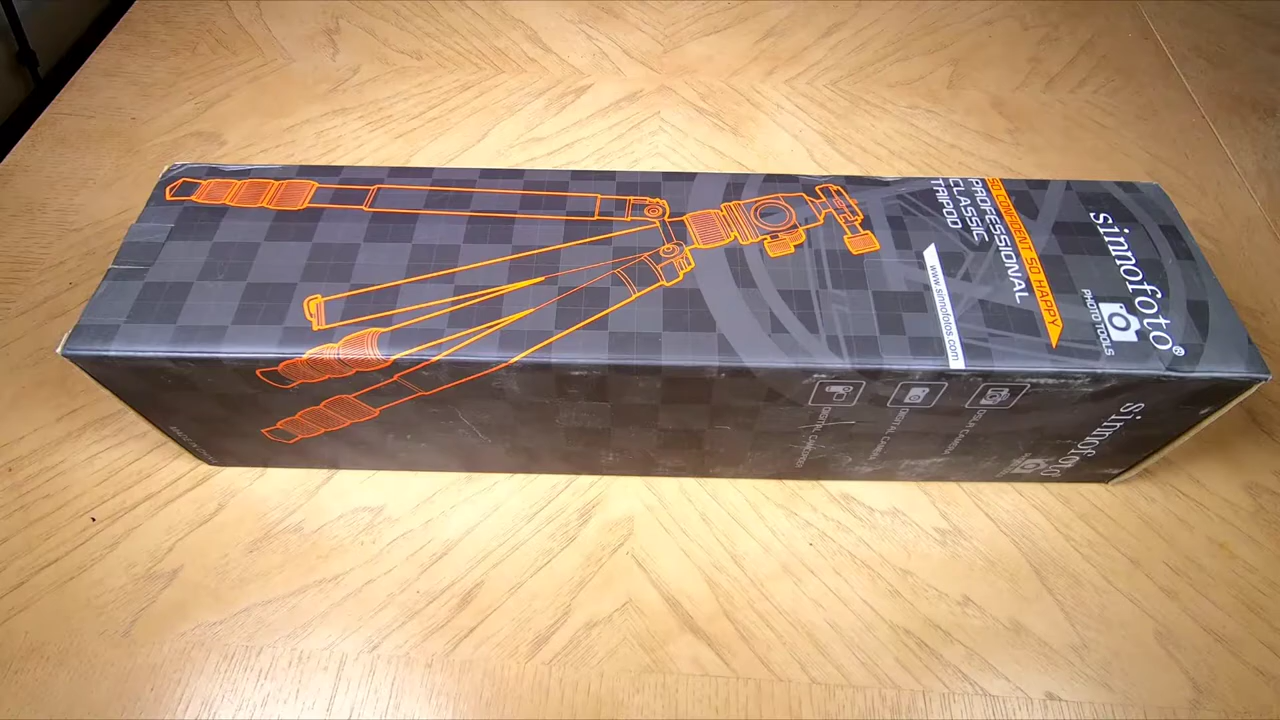 sinnofoto®
PHOTO TOOLS
SO CONFIDENT SO HAPPY
PROFESSIONAL
CLASSIC
TRIPOD
www.sinnofotos.com
sinnofoto
DSLR CAMERA
DIGITAL CAMERA
DIGITAL CAMCORDER